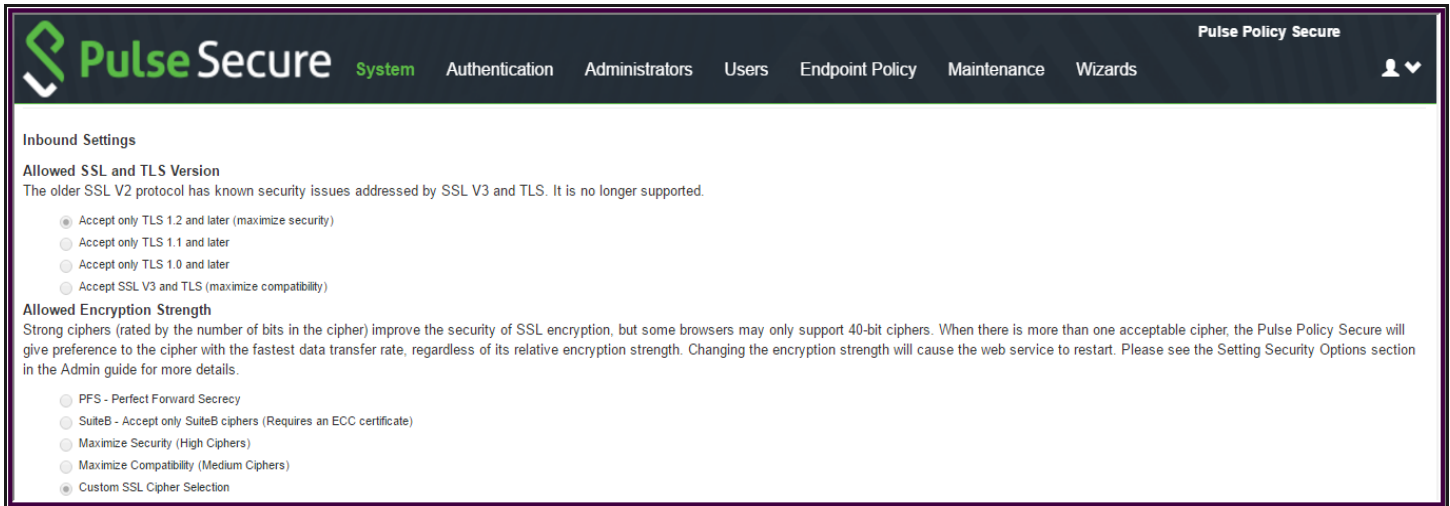 Pulse Policy Secure
Pulse Secure System Authentication Administrators Users Endpoint Policy Maintenance Wizards
Inbound Settings
Allowed SSL and TLS Version
The older SSL V2 protocol has known security issues addressed by SSL V3 and TLS. It is no longer supported.
Accept only TLS 1.2 and later (maximize security)
Accept only TLS 1.1 and later
Accept only TLS 1.0 and later
Accept SSL V3 and TLS (maximize compatibility)
Allowed Encryption Strength
Strong ciphers (rated by the number of bits in the cipher) improve the security of SSL encryption, but some browsers may only support 40-bit ciphers. When there is more than one acceptable cipher, the Pulse Policy Secure will
give preference to the cipher with the fastest data transfer rate, regardless of its relative encryption strength. Changing the encryption strength will cause the web service to restart. Please see the Setting Security Options section
in the Admin guide for more details.
PFS - Perfect Forward Secrecy
SuiteB - Accept only SuiteB ciphers (Requires an ECC certificate)
Maximize Security (High Ciphers)
Maximize Compatibility (Medium Ciphers)
Custom SSL Cipher Selection